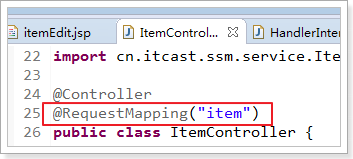 itemEdit.jsp
ItemControl...
HandlerInter
22 import cn.itcast.ssm.service.Ite
23
24 @Controller
25 @RequestMapping("item")
26 public class ItemController {